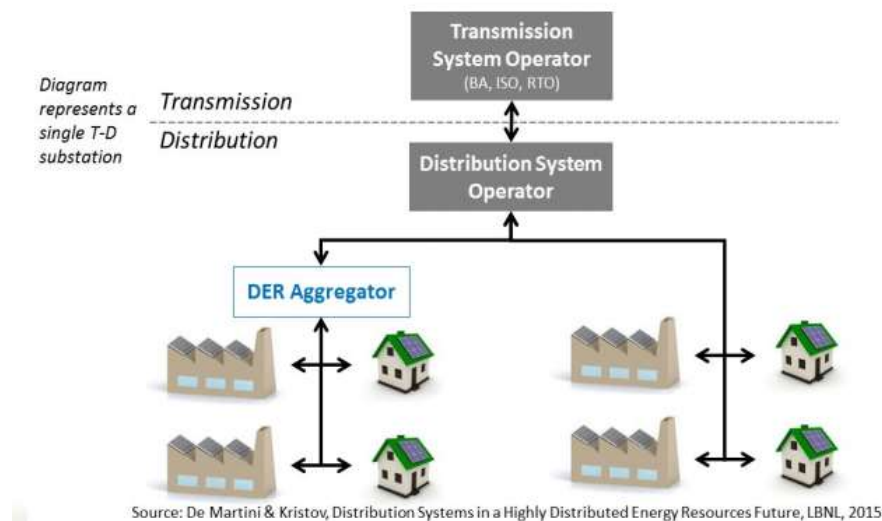 Transmission
System Operator
(BA, ISO, RTO)
Diagram
represents a
single T-D
substation
Transmission
Distribution
Distribution System
Operator
DER Aggregator
Source: De Martini & Kristov, Distribution Systems in a Highly Distributed Energy Resources Future, LBNL, 2015